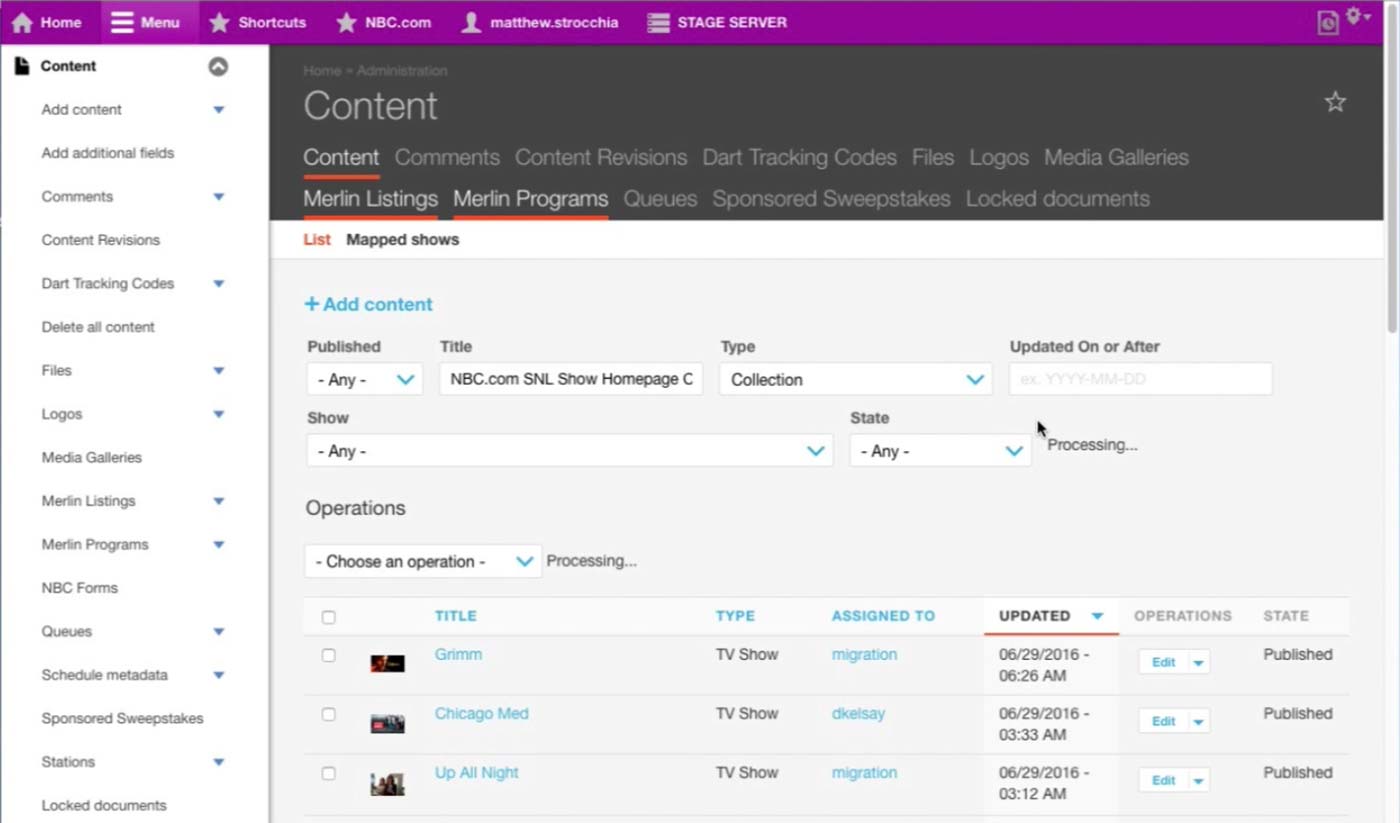 Home Menu Shortcuts NBC.com matthew.strocchia STAGE SERVER
Content
Add content
Add additional fields
Comments
Content Revisions
Dart Tracking Codes
Delete all content
Files
Logos
Media Galleries
Merlin Listings
Merlin Programs
NBC Forms
Queues
Schedule metadata
Sponsored Sweepstakes
Stations
Locked documents
Home » Administration
Content
Content Comments Content Revisions Dart Tracking Codes Files Logos Media Galleries
Merlin Listings Merlin Programs Queues Sponsored Sweepstakes Locked documents
List Mapped shows
+ Add content
Published Title Type Updated On or After
- Any - NBC.com SNL Show Homepage C Collection ex. YYYY-MM-DD
Show State
- Any - - Any - Processing...
Operations
- Choose an operation - Processing...
TITLE TYPE ASSIGNED TO UPDATED OPERATIONS STATE
Grimm TV Show migration 06/29/2016 - Edit Published
06:26 AM
Chicago Med TV Show dkelsay 06/29/2016 - Edit Published
03:33 AM
Up All Night TV Show migration 06/29/2016 - Edit Published
03:12 AM